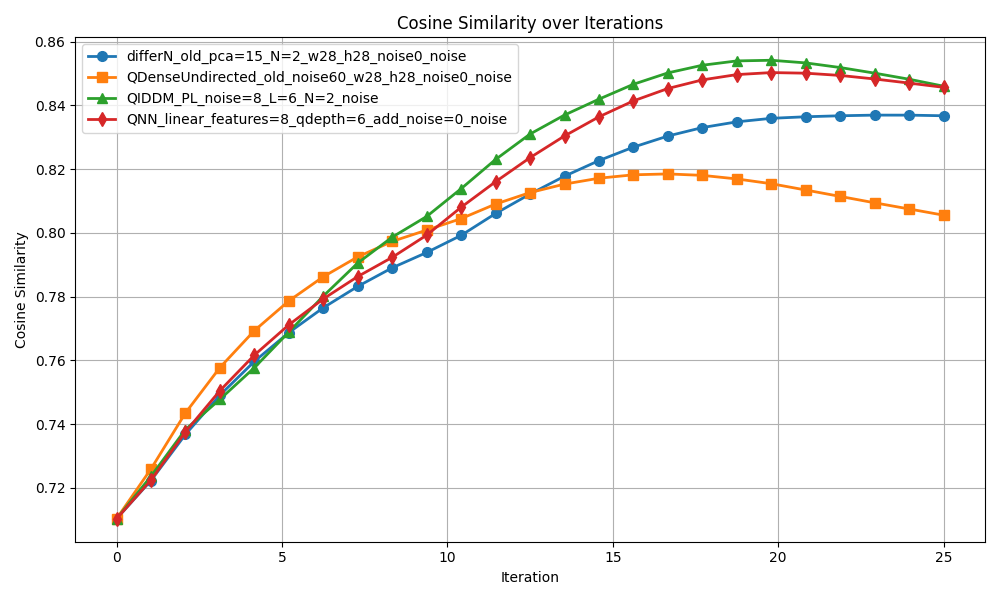 Cosine Similarity over Iterations
differN_old_pca=15_N=2_w28_h28_noise0_noise
QDenseUndirected_old_noise60_w28_h28_noise0_noise
QIDDM_PL_noise=8_L=6_N=2_noise
QNN_linear_features=8_qdepth=6_add_noise=0_noise
Cosine Similarity
0.86
0.84
0.82
0.80
0.78
0.76
0.74
0.72
0
5
10
15
20
25
Iteration